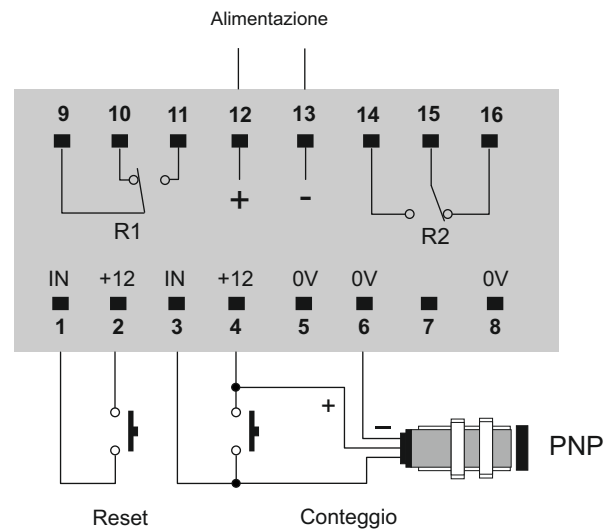 Alimentazione
9 10 11 12 13 14 15 16
+ -
R1 R2
IN +12 IN +12 0V 0V 0V
1 2 3 4 5 6 7 8
+ −
PNP
Reset Conteggio